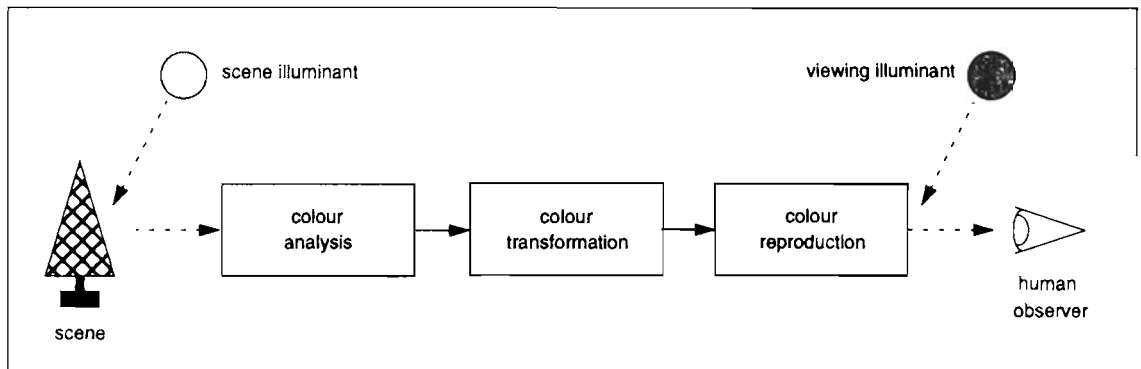 scene illuminant
viewing illuminant
colour
analysis
colour
transformation
colour
reproduction
scene
human
observer